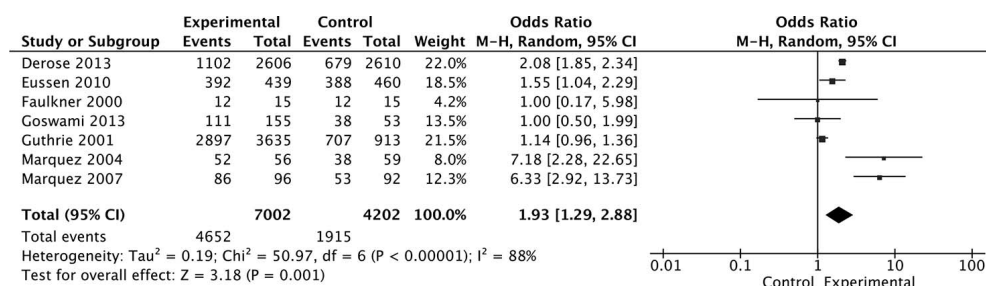 Experimental Control Odds Ratio Odds Ratio
Study or Subgroup Events Total Events Total Weight M-H, Random, 95% CI M-H, Random, 95% CI
Derose 2013 1102 2606 679 2610 22.0% 2.08 [1.85, 2.34]
Eussen 2010 392 439 388 460 18.5% 1.55 [1.04, 2.29]
Faulkner 2000 12 15 12 15 4.2% 1.00 [0.17, 5.98]
Goswami 2013 111 155 38 53 13.5% 1.00 [0.50, 1.99]
Guthrie 2001 2897 3635 707 913 21.5% 1.14 [0.96, 1.36]
Marquez 2004 52 56 38 59 8.0% 7.18 [2.28, 22.65]
Marquez 2007 86 96 53 92 12.3% 6.33 [2.92, 13.73]
Total (95% CI) 7002 4202 100.0% 1.93 [1.29, 2.88]
Total events 4652 1915
Heterogeneity: Tau² = 0.19; Chi² = 50.97, df = 6 (P < 0.00001); I² = 88%
Test for overall effect: Z = 3.18 (P = 0.001)
0.01 0.1 1 10 100
Control Experimental